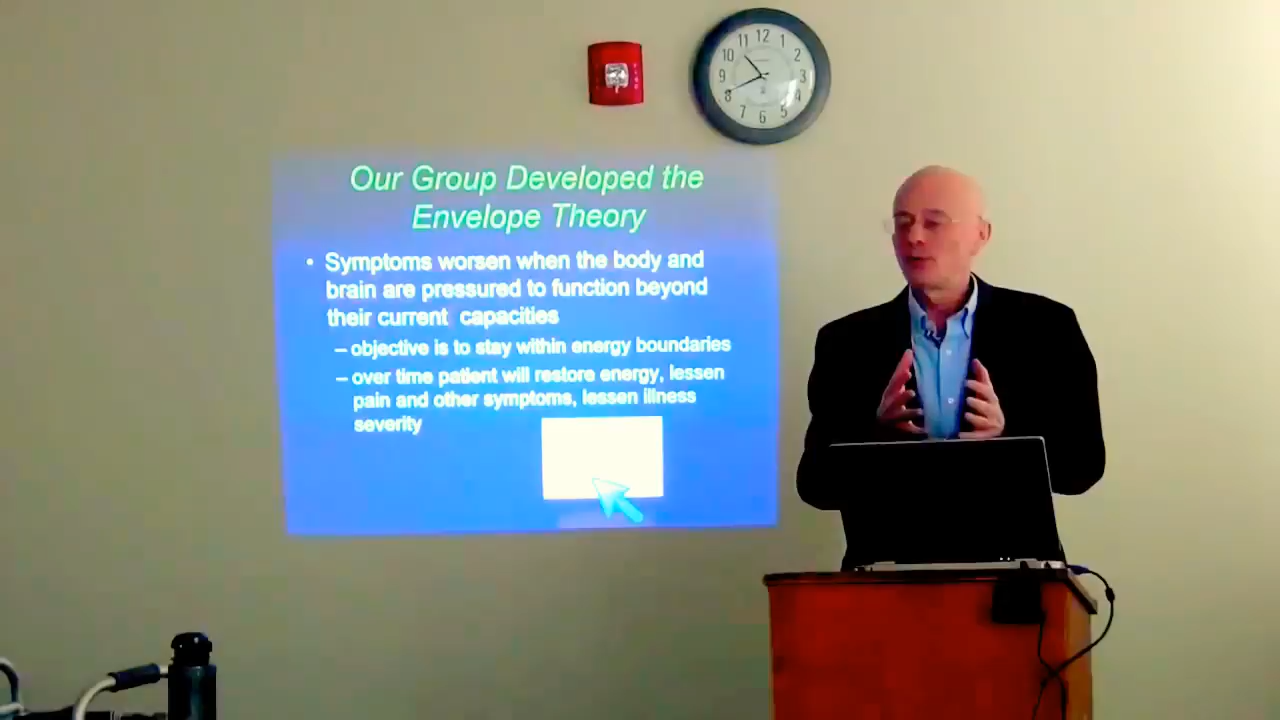 11 12 1
10 2
9 3
8 4
7 6 5
Our Group Developed the
Envelope Theory
• Symptoms worsen when the body and
brain are pressured to function beyond
their current capacities
– objective is to stay within energy boundaries
– over time patient will restore energy, lessen
pain and other symptoms, lessen illness
severity